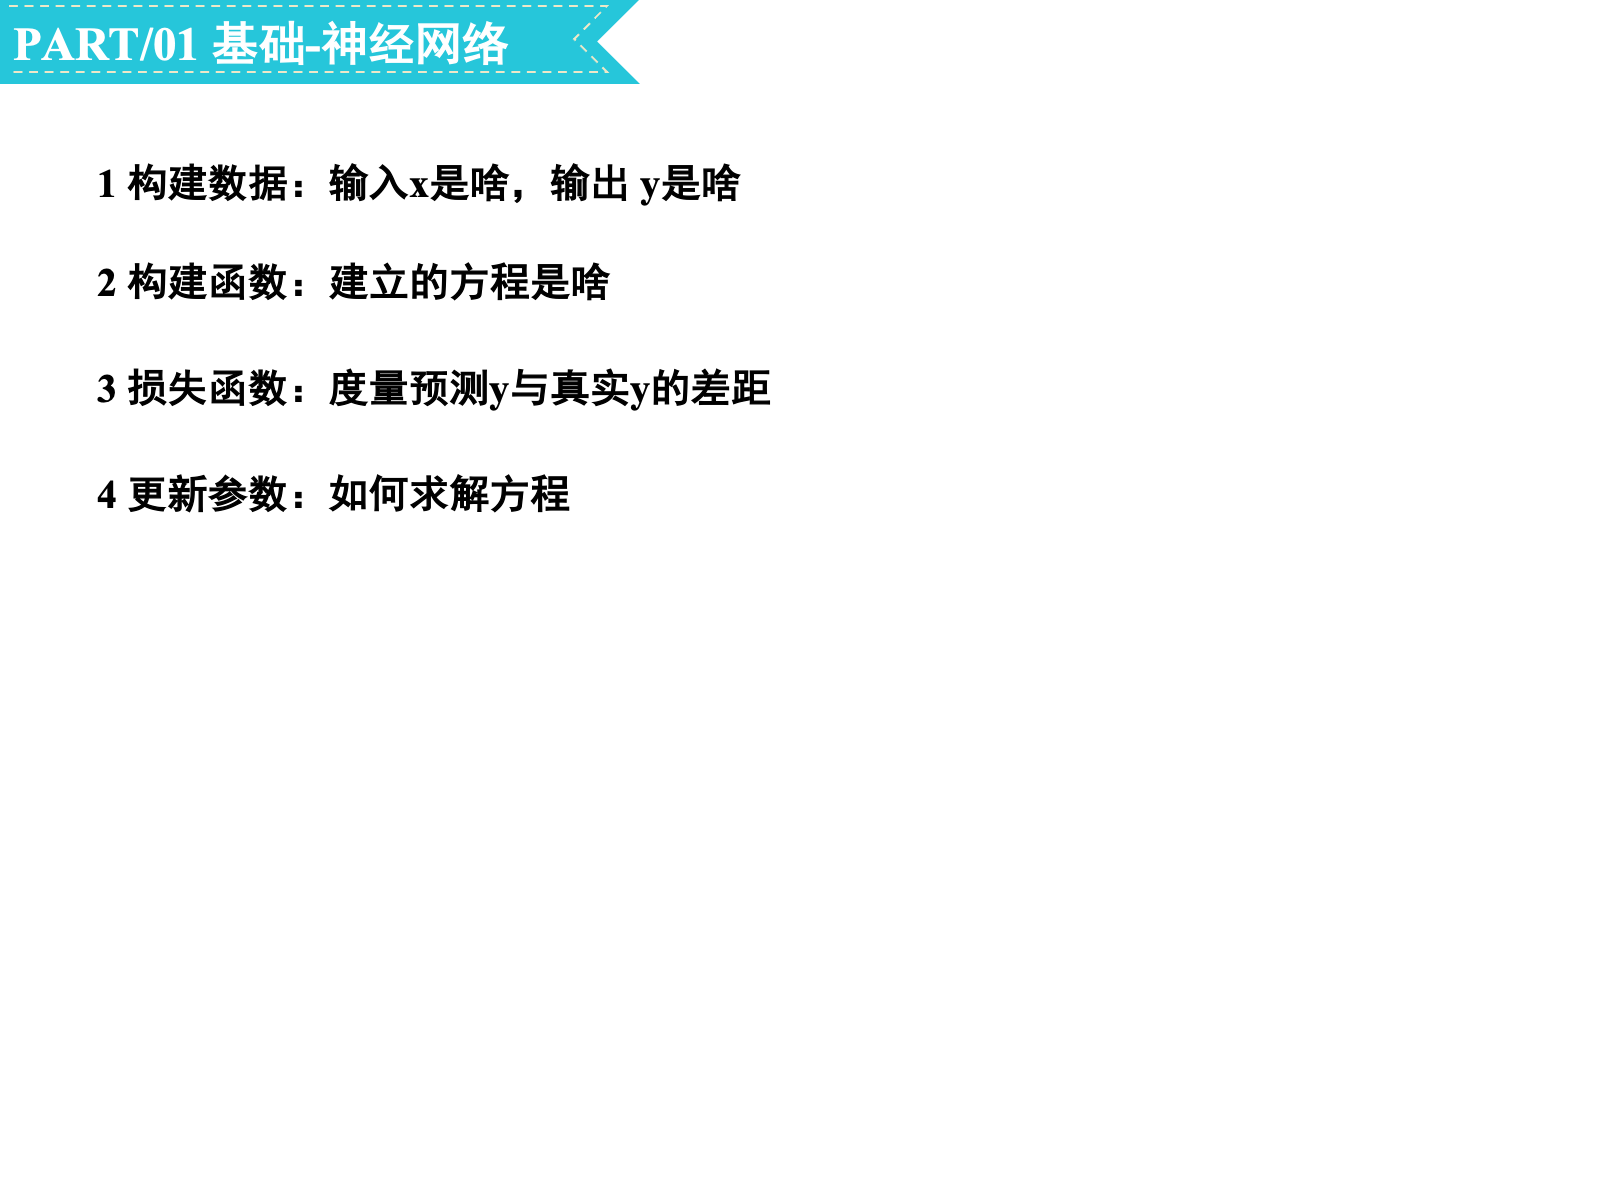 PART/01 基础-神经网络
1 构建数据：输入x是啥，输出 y是啥
2 构建函数：建立的方程是啥
3 损失函数：度量预测y与真实y的差距
4 更新参数：如何求解方程